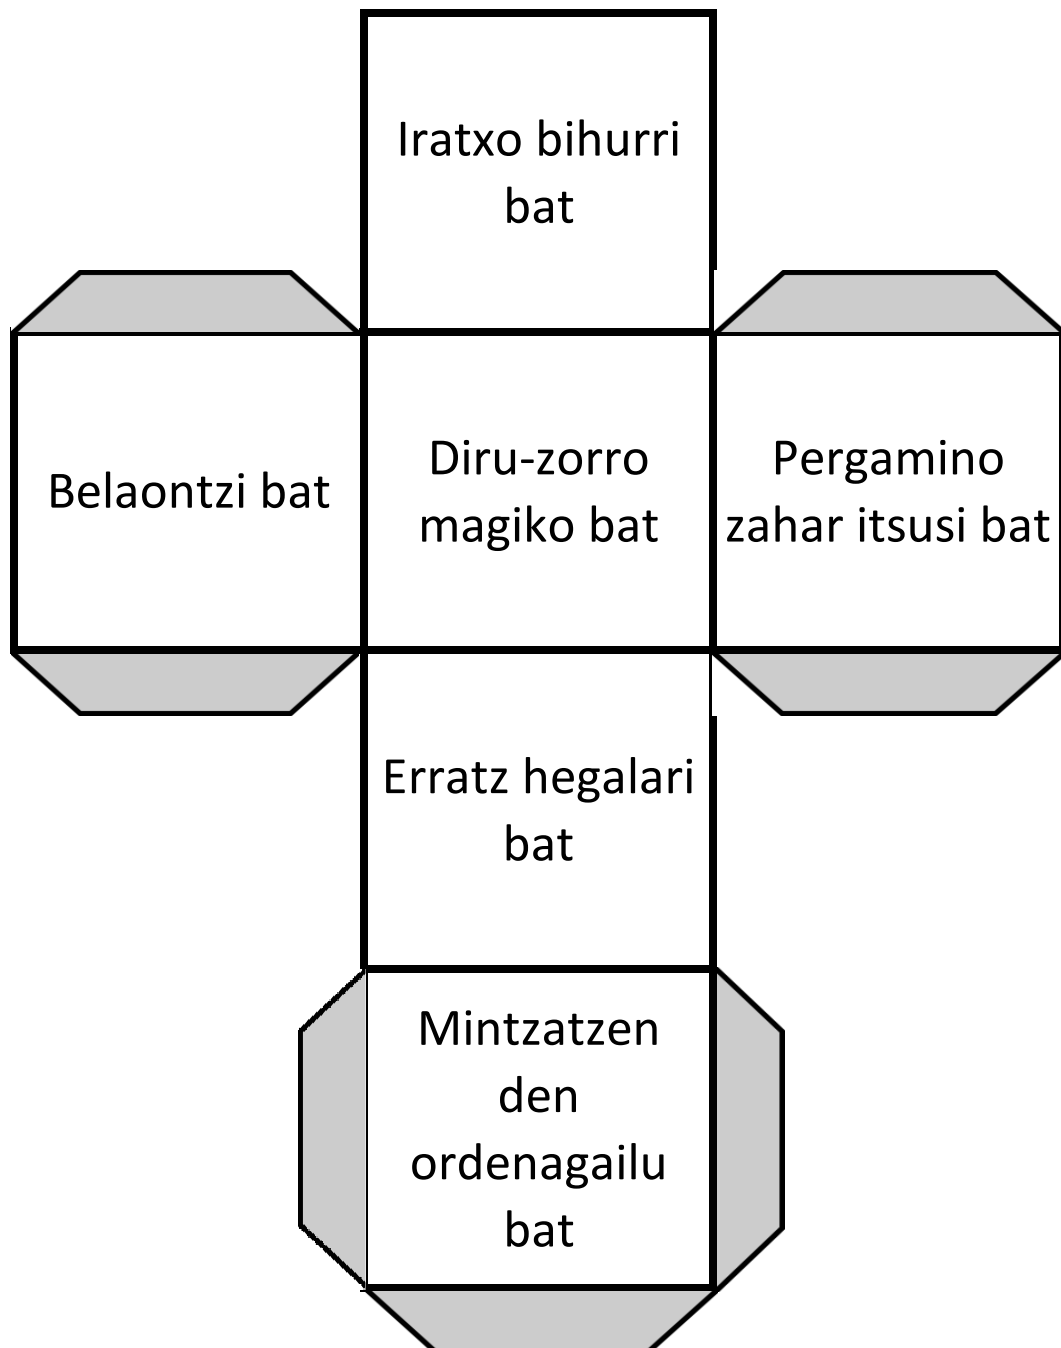 Iratxo bihurri
bat
Belaontzi bat
Diru-zorro
magiko bat
Pergamino
zahar itsusi bat
Erratz hegalari
bat
Mintzatzen
den
ordenagailu
bat